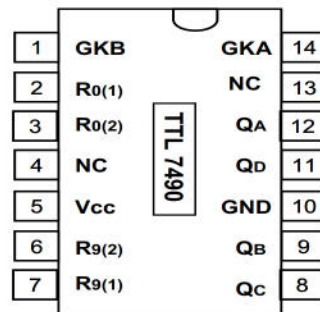 1 GKB GKA 14
2 R0(1) NC 13
3 R0(2) QA 12
4 NC QD 11
5 Vcc GND 10
6 R9(2) QB 9
7 R9(1) QC 8
TTL 7490